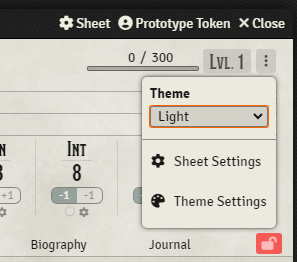 Sheet Prototype Token Close
0 / 300 LVL. 1
Theme
Light
INT
8
+1 -1 -1
Sheet Settings
Theme Settings
Biography Journal